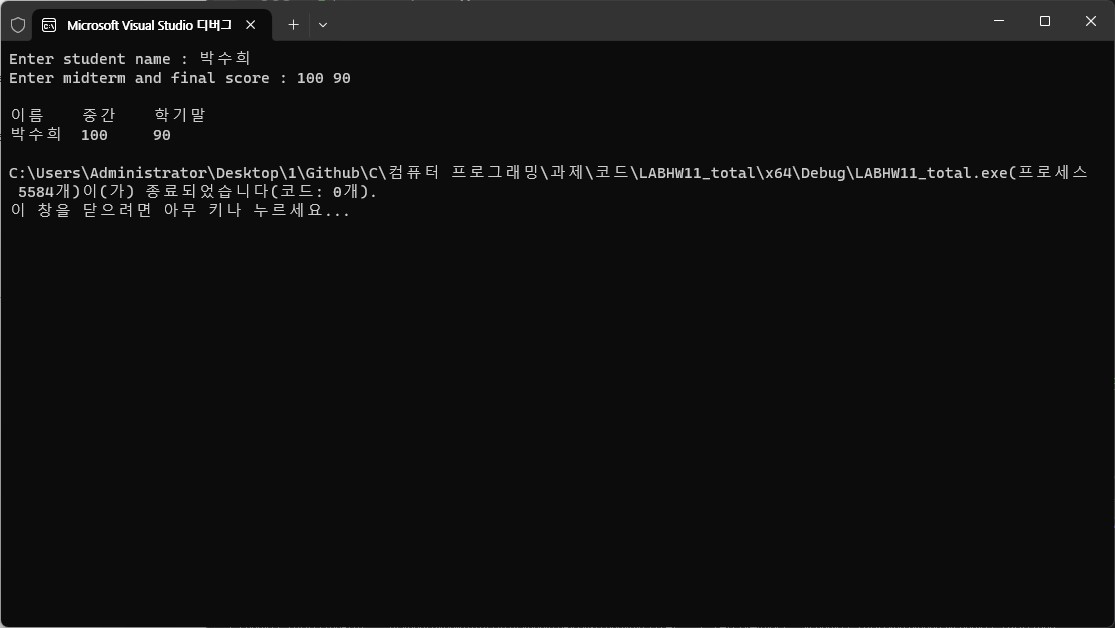 Microsoft Visual Studio 디버그
Enter student name : 박수희
Enter midterm and final score : 100 90
이름    중간    학기말
박수희  100     90
C:\Users\Administrator\Desktop\1\Github\C\컴퓨터 프로그래밍\과제\코드\LABHW11_total\x64\Debug\LABHW11_total.exe(프로세스
 5584개)이(가) 종료되었습니다(코드: 0개).
이 창을 닫으려면 아무 키나 누르세요...